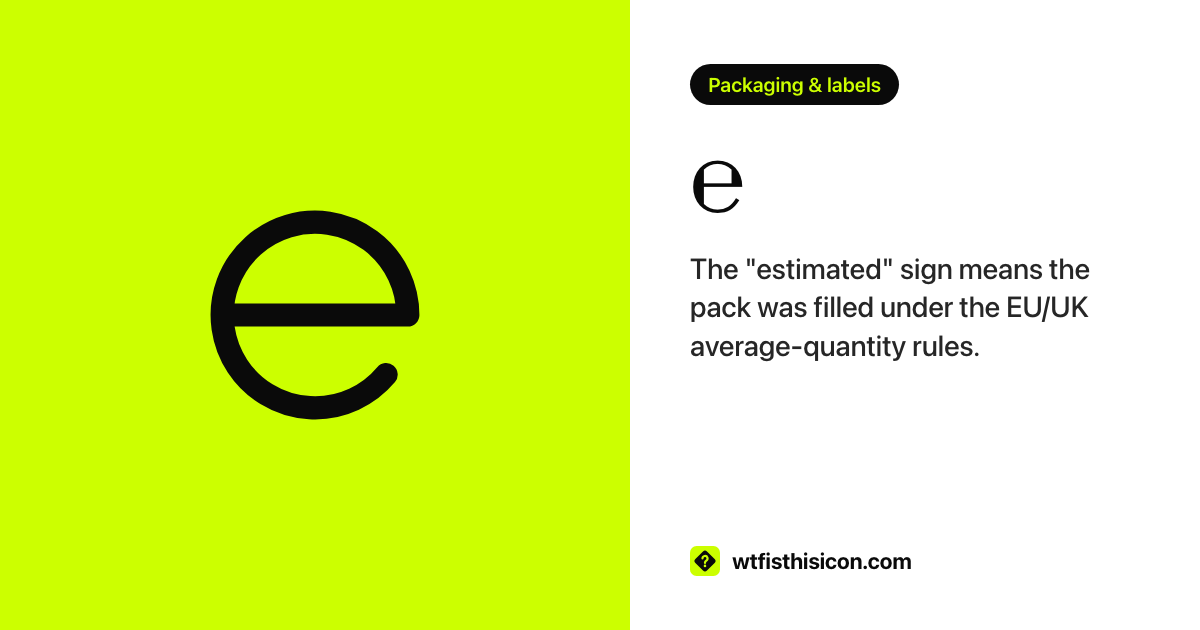 e
Packaging & labels
℮
The "estimated" sign means the
pack was filled under the EU/UK
average-quantity rules.
wtfisthisicon.com